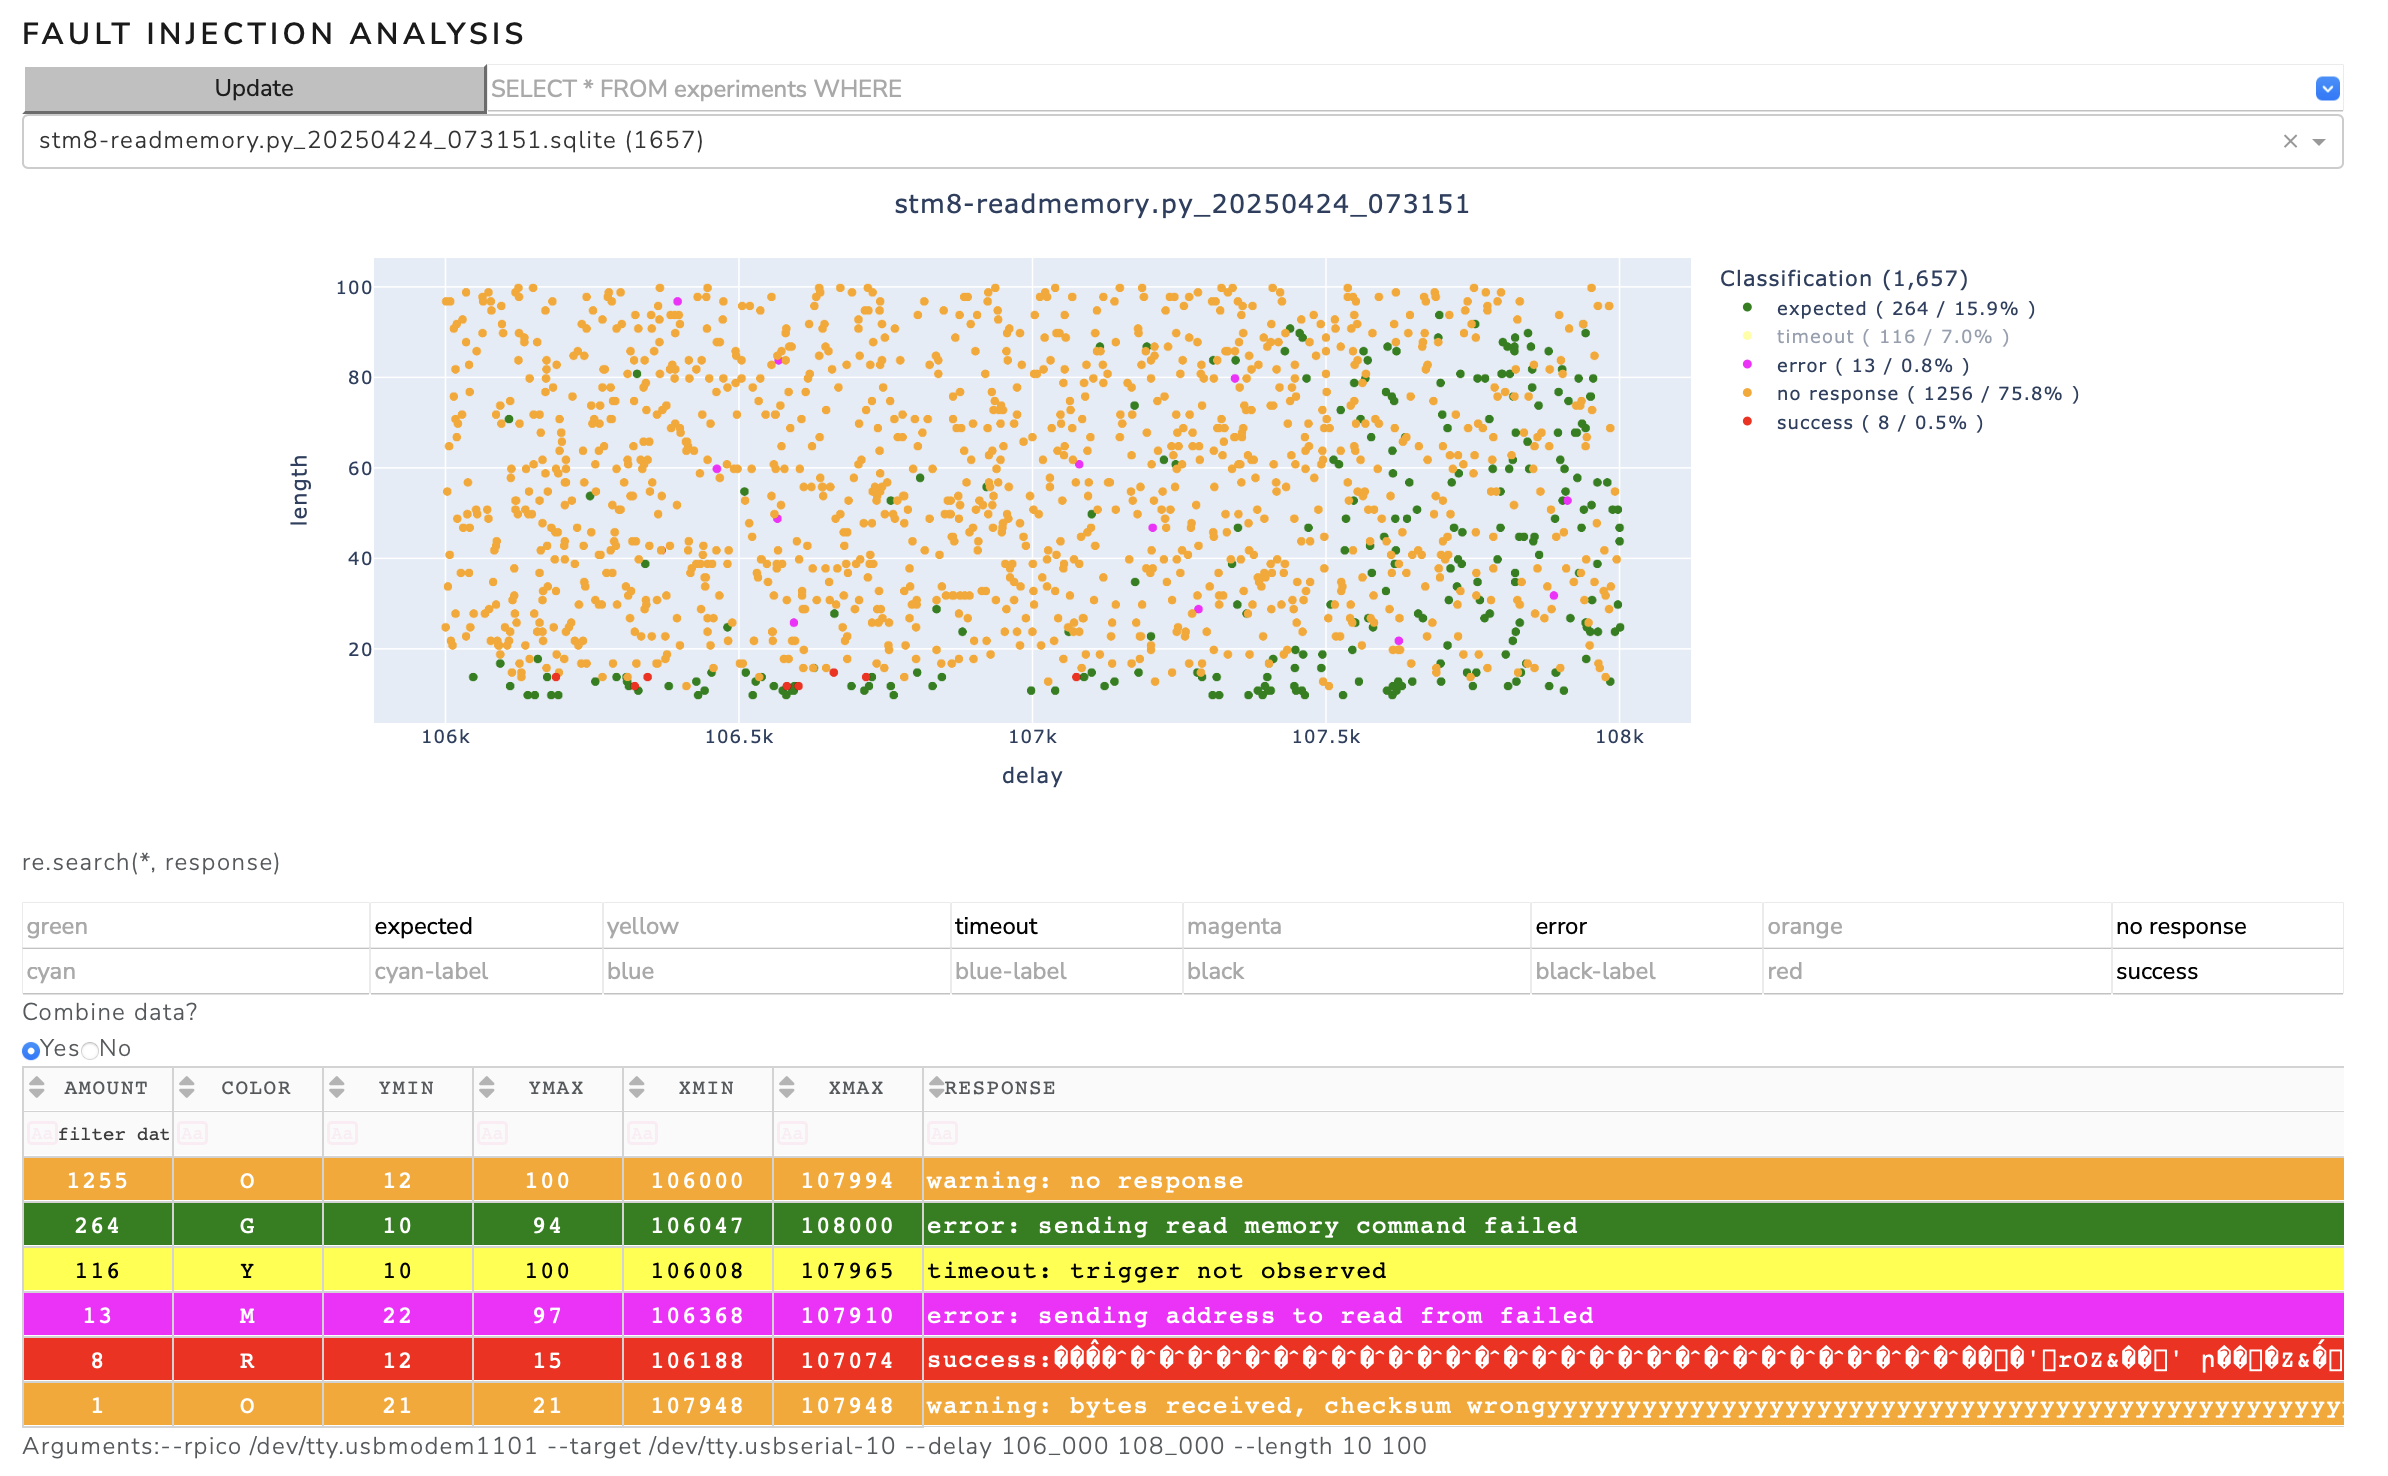 FAULT INJECTION ANALYSIS
Update
SELECT * FROM experiments WHERE
stm8-readmemory.py_20250424_073151.sqlite (1657)
stm8-readmemory.py_20250424_073151
100
80
60
40
20
length
106k 106.5k 107k 107.5k 108k
delay
Classification (1,657)
expected ( 264 / 15.9% )
timeout ( 116 / 7.0% )
error ( 13 / 0.8% )
no response ( 1256 / 75.8% )
success ( 8 / 0.5% )
re.search(*, response)
green expected yellow timeout magenta error orange no response
cyan cyan-label blue blue-label black black-label red success
Combine data?
Yes No
AMOUNT COLOR YMIN YMAX XMIN XMAX RESPONSE
Aa filter dat Aa Aa Aa Aa Aa Aa
1255 O 12 100 106000 107994 warning: no response
264 G 10 94 106047 108000 error: sending read memory command failed
116 Y 10 100 106008 107965 timeout: trigger not observed
13 M 22 97 106368 107910 error: sending address to read from failed
8 R 12 15 106188 107074 success:
1 O 21 21 107948 107948 warning: bytes received, checksum
Arguments:--rpico /dev/tty.usbmodem1101 --target /dev/tty.usbserial-10 --delay 106_000 108_000 --length 10 100